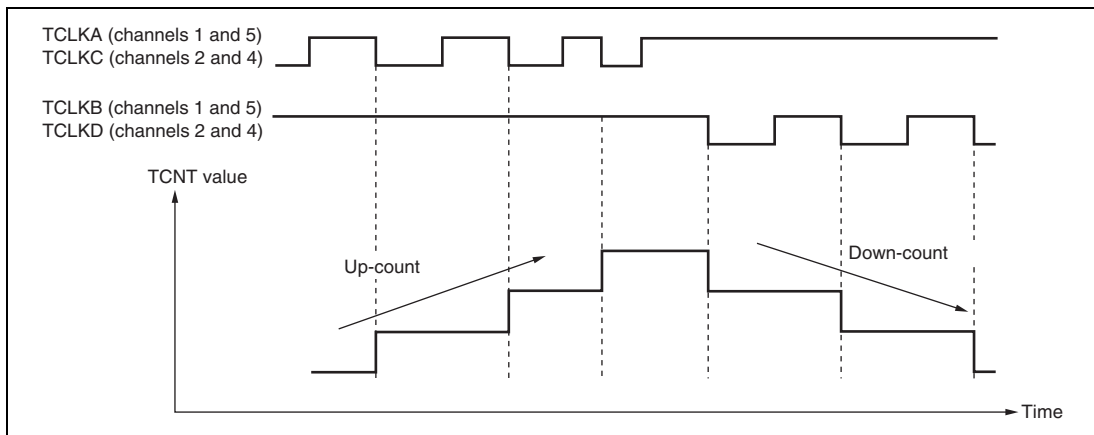 TCLKA (channels 1 and 5)
TCLKC (channels 2 and 4)
TCLKB (channels 1 and 5)
TCLKD (channels 2 and 4)
TCNT value
Up-count
Down-count
Time